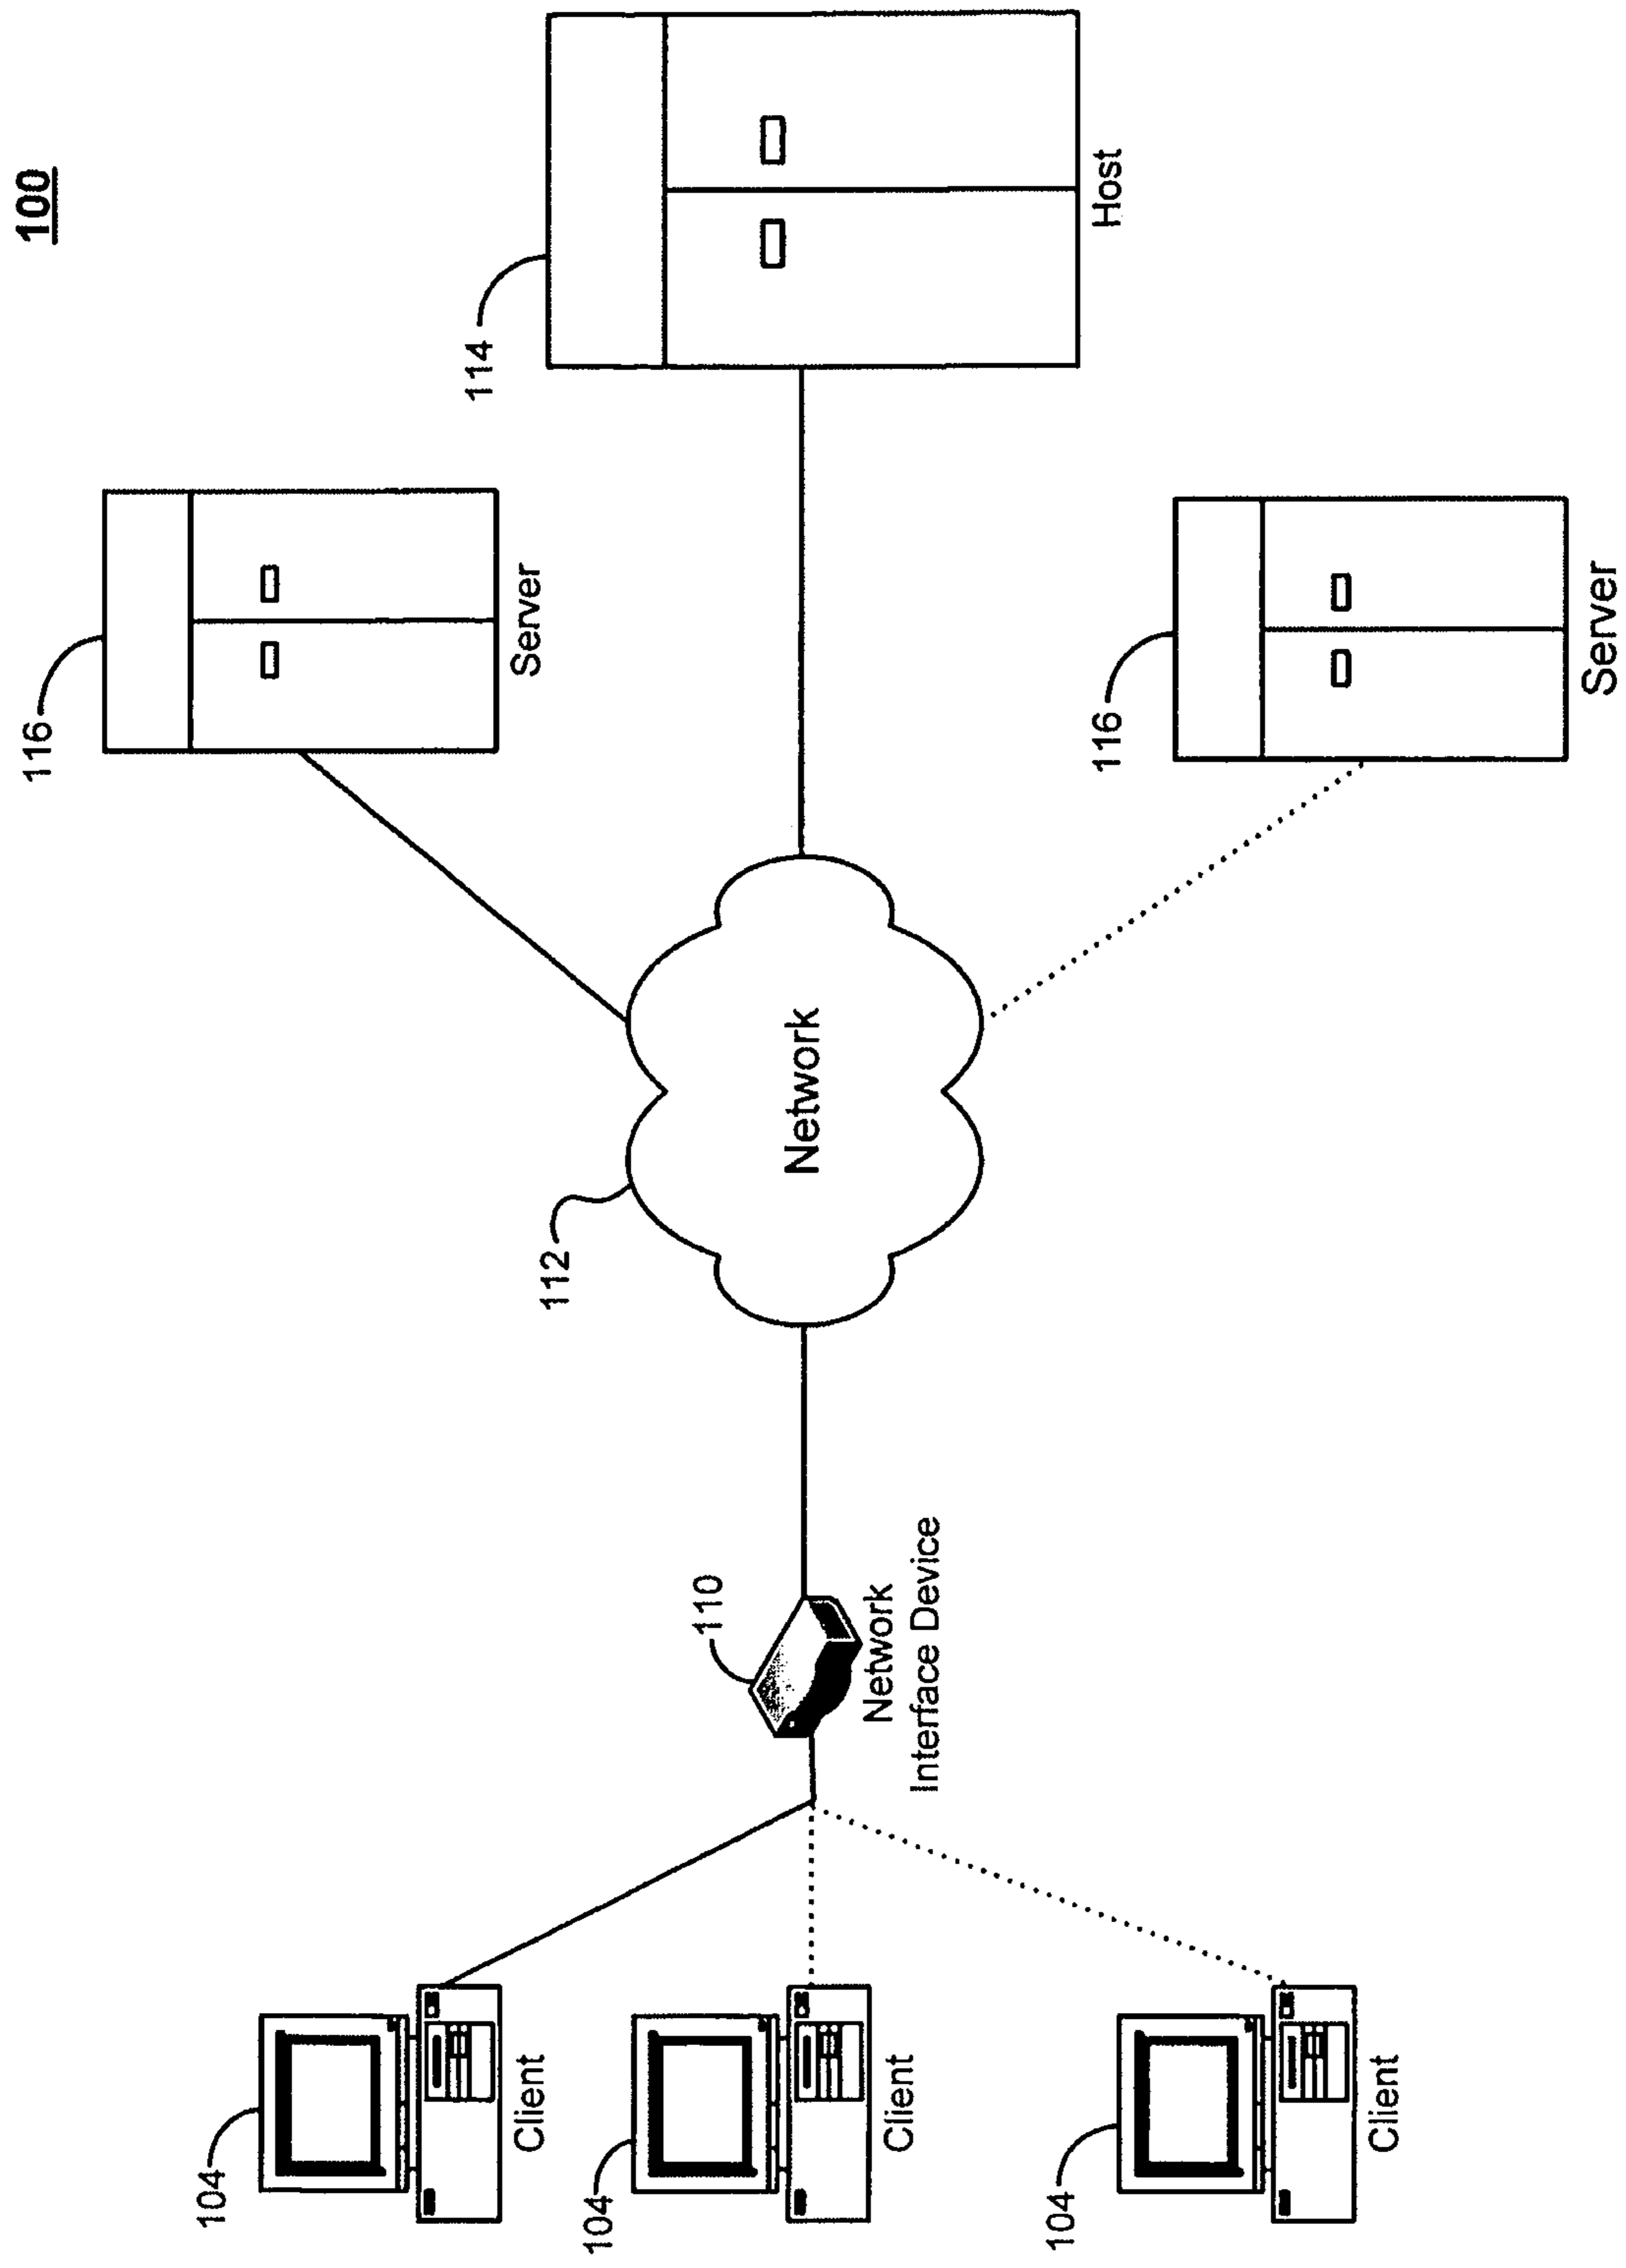 100
116
Server
114
Host
112
Network
116
Server
110
Network
Interface Device
104
Client
104
Client
104
Client